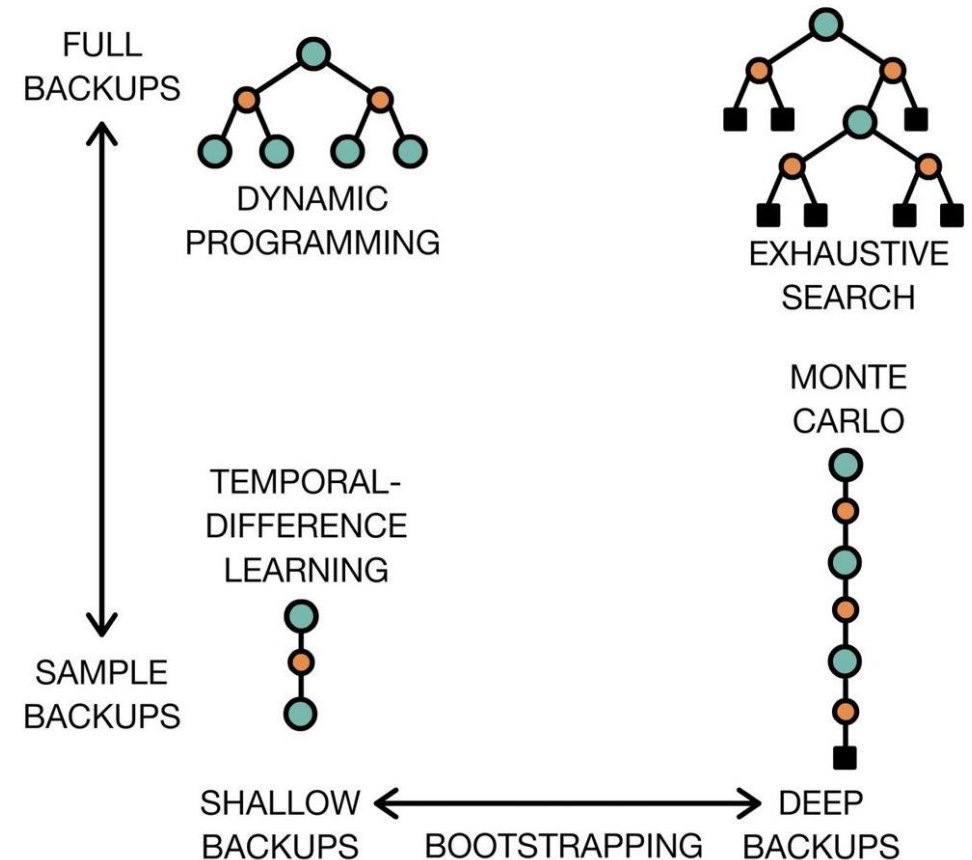 FULL
BACKUPS
DYNAMIC
PROGRAMMING
EXHAUSTIVE
SEARCH
MONTE
CARLO
TEMPORAL-
DIFFERENCE
LEARNING
SAMPLE
BACKUPS
SHALLOW
BACKUPS
BOOTSTRAPPING
DEEP
BACKUPS